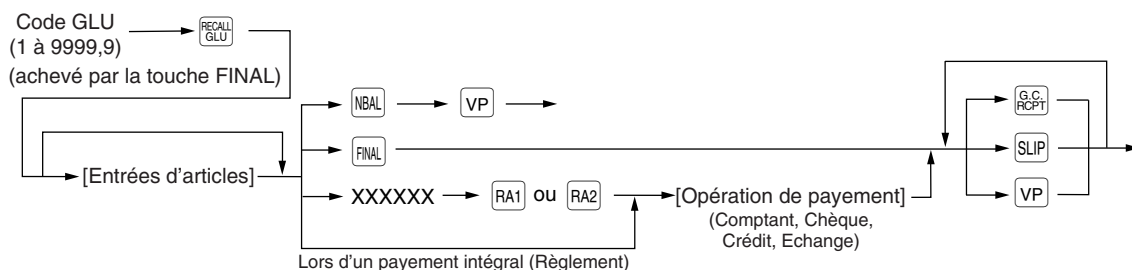 Code GLU
(1 à 9999,9)
RECALL
GLU
(achevé par la touche FINAL)
NBAL
VP
G.C.
RCPT
[Entrées d'articles]
FINAL
SLIP
XXXXXX
RA1 ou RA2
[Opération de payement]
VP
(Comptant, Chèque,
Crédit, Echange)
Lors d'un payement intégral (Règlement)